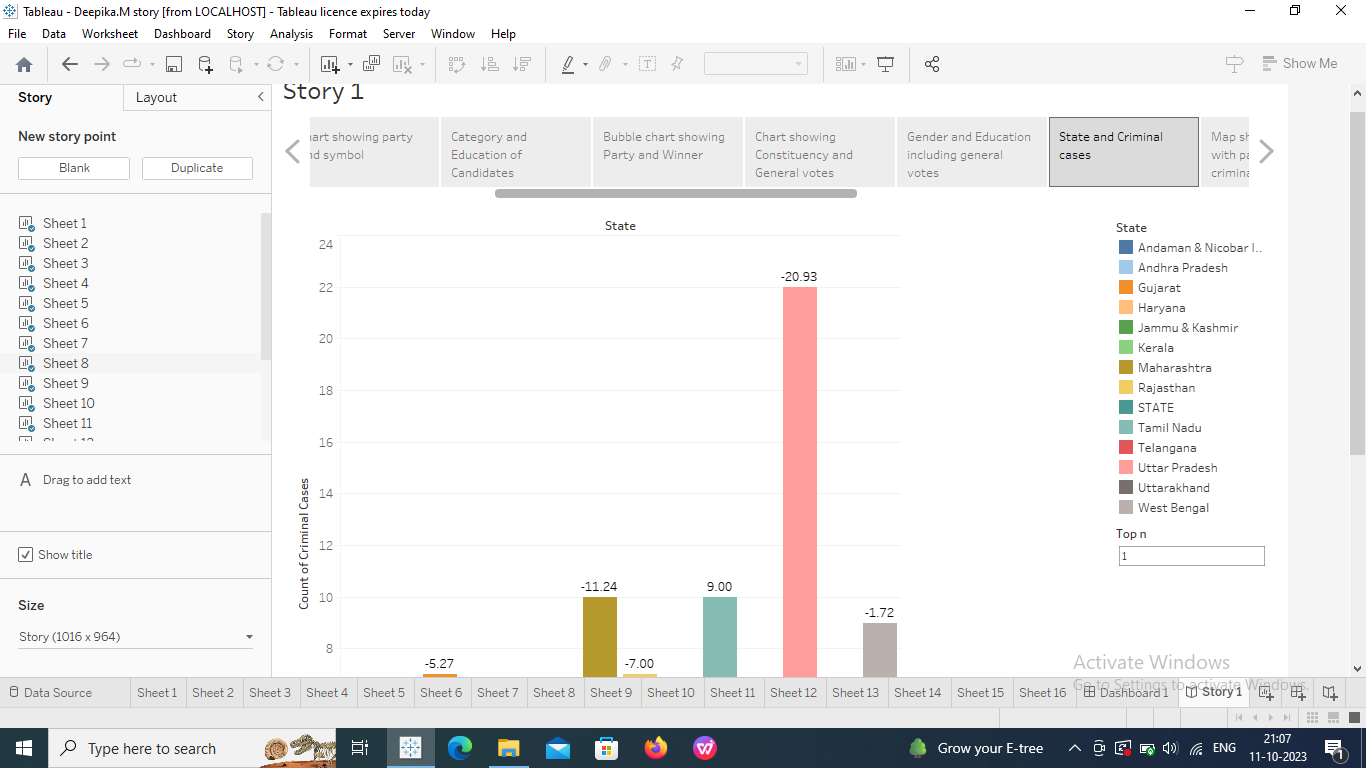 Tableau - Deepika.M story [from LOCALHOST] - Tableau licence expires today
File Data Worksheet Dashboard Story Analysis Format Server Window Help
Show Me
Story Layout
New story point
Blank Duplicate
Sheet 1
Sheet 2
Sheet 3
Sheet 4
Sheet 5
Sheet 6
Sheet 7
Sheet 8
Sheet 9
Sheet 10
Sheet 11
A Drag to add text
Show title
Size
Story (1016 x 964)
Story 1
art showing party
d symbol
Category and
Education of
Candidates
Bubble chart showing
Party and Winner
Chart showing
Constituency and
General votes
Gender and Education
including general
votes
State and Criminal
cases
Map sh
with pa
crimina
State
Count of Criminal Cases
24
22
20
18
16
14
12
10
8
-5.27
-11.24
-7.00
9.00
-20.93
-1.72
State
Andaman & Nicobar I..
Andhra Pradesh
Gujarat
Haryana
Jammu & Kashmir
Kerala
Maharashtra
Rajasthan
STATE
Tamil Nadu
Telangana
Uttar Pradesh
Uttarakhand
West Bengal
Top n
1
Activate Windows
Go to Settings to activate Windows.
Data Source Sheet 1 Sheet 2 Sheet 3 Sheet 4 Sheet 5 Sheet 6 Sheet 7 Sheet 8 Sheet 9 Sheet 10 Sheet 11 Sheet 12 Sheet 13 Sheet 14 Sheet 15 Sheet 16 Dashboard 1 Story 1
Type here to search
Grow your E-tree
ENG
21:07
11-10-2023
1